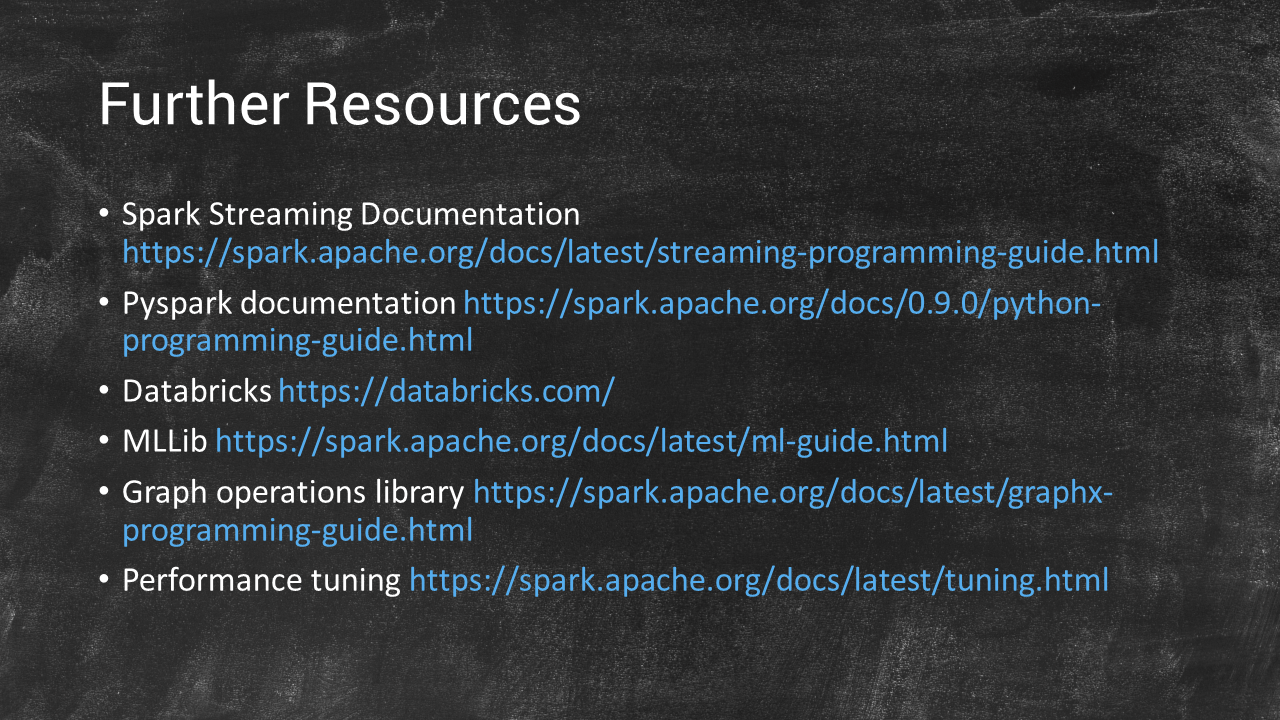 Further Resources
• Spark Streaming Documentation
https://spark.apache.org/docs/latest/streaming-programming-guide.html
• Pyspark documentation https://spark.apache.org/docs/0.9.0/python-
programming-guide.html
• Databricks https://databricks.com/
• MLLib https://spark.apache.org/docs/latest/ml-guide.html
• Graph operations library https://spark.apache.org/docs/latest/graphx-
programming-guide.html
• Performance tuning https://spark.apache.org/docs/latest/tuning.html